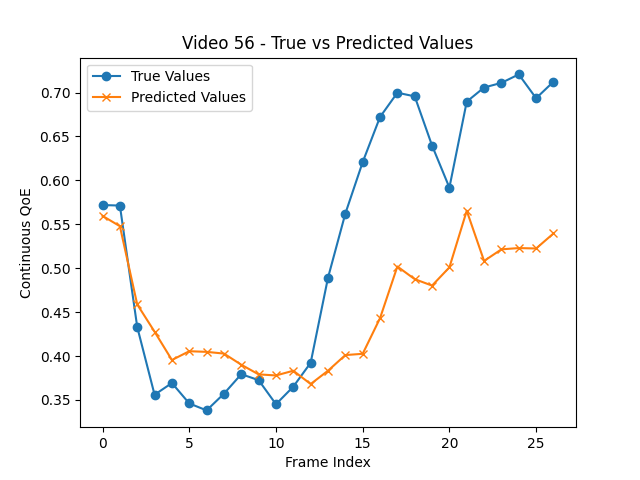 Video 56 - True vs Predicted Values
True Values
Predicted Values
Continuous QoE
0.70
0.65
0.60
0.55
0.50
0.45
0.40
0.35
0 5 10 15 20 25
Frame Index